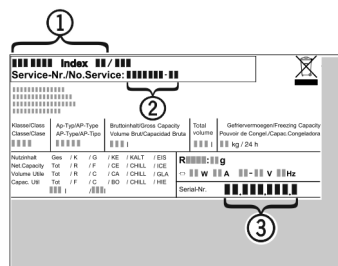 1
Index /
Service-Nr./No.Service: -
2
Klasse/Class Ap-Typ/AP-Type Bruttoinhalt/Gross Capacity Total Gefriervermoegen/Freezing Capacity
Classe/Clase AP-Type/AP-Tipo Volume Brut/Capacidad Bruta volume Pouvoir de Congel./Capac.Congeladora
l l kg / 24 h
Nutzinhalt Ges / K / G / KE / KALT / EIS
Net.Capacity Tot / R / F / CE / CHILL / ICE
Volume Utile Tot / R / C / CA / CHILL / GLA
Capac. Util Tot / F / C / BO / CHILL / HIE
l / l
R : g
W A - V Hz
Serial-Nr. . . .
3